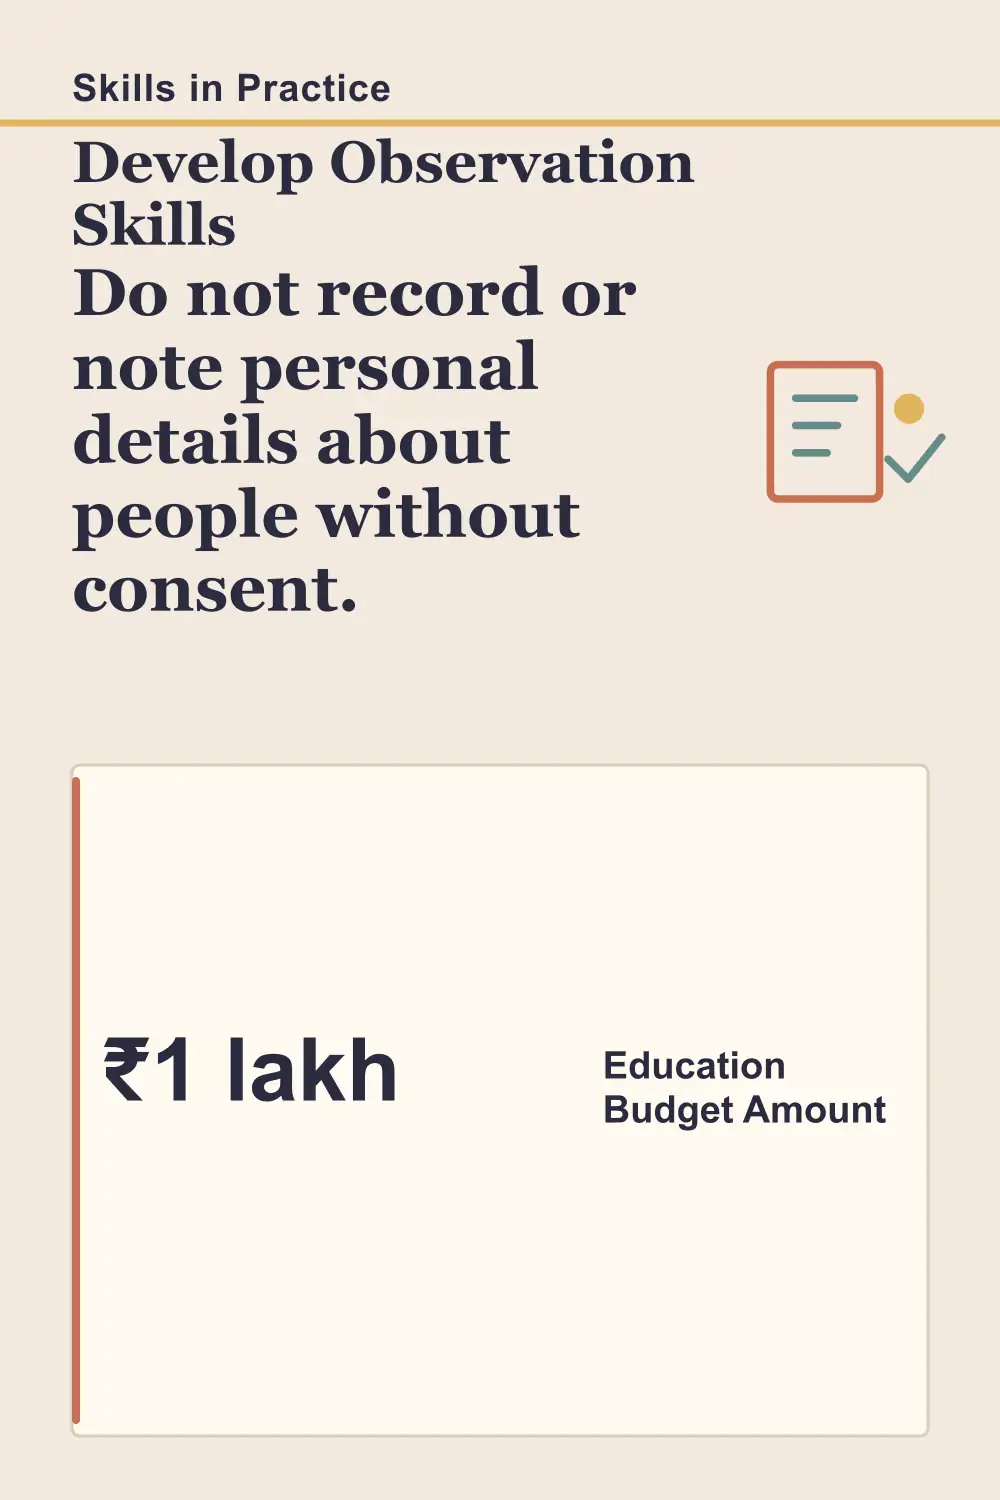 Skills in Practice
Develop Observation
Skills
Do not record or
note personal
details about
people without
consent.
₹1 lakh
Education
Budget Amount